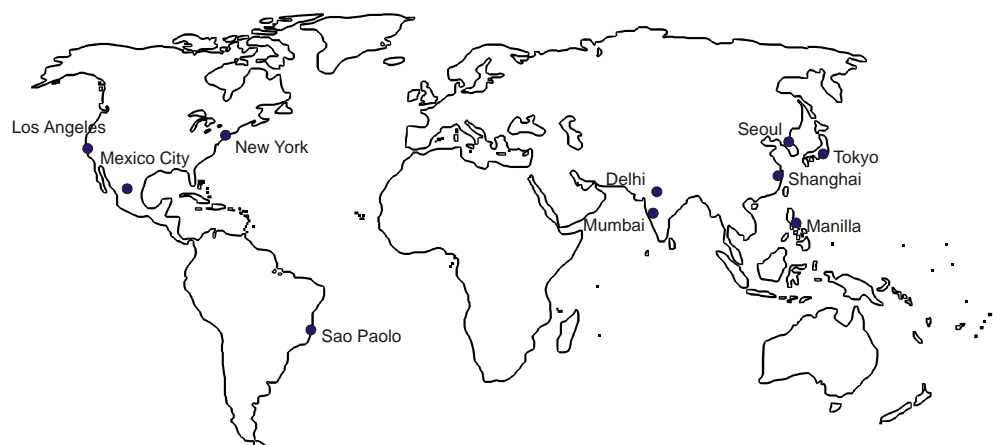 Los Angeles
New York
Mexico City
Seoul
Tokyo
Delhi
Shanghai
Mumbai
Manilla
Sao Paolo